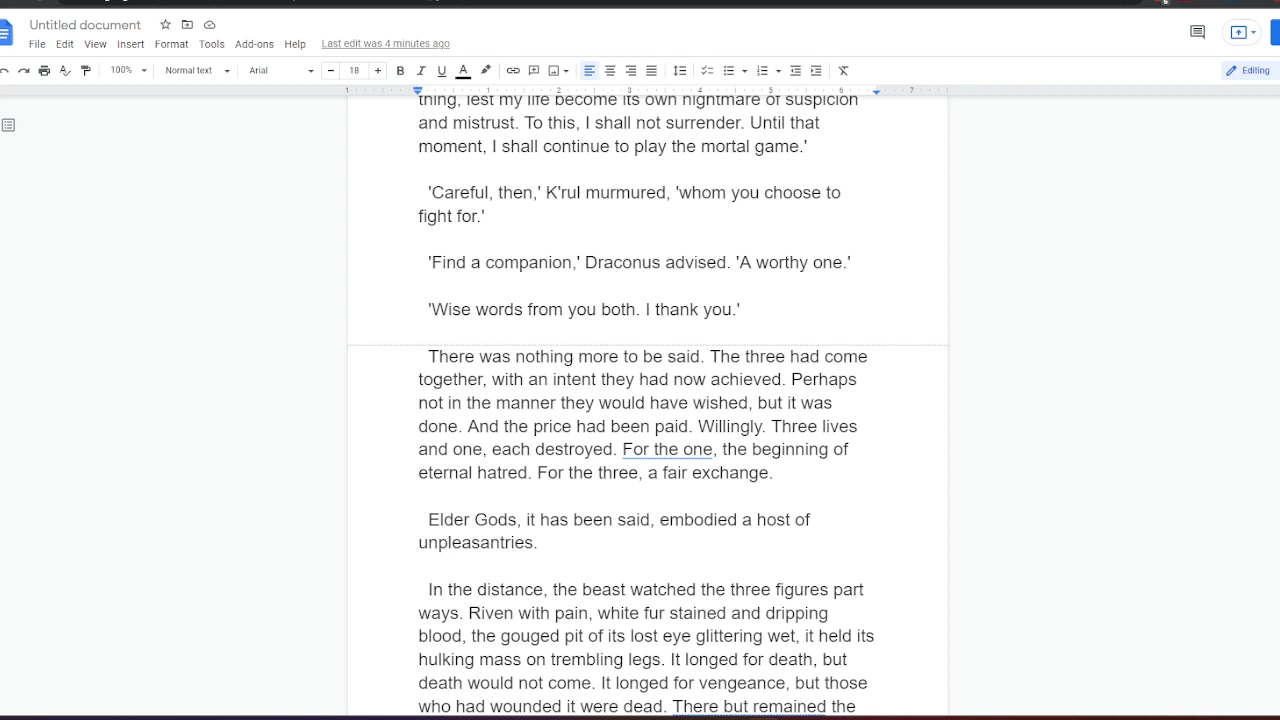 Untitled document
File Edit View Insert Format Tools Add-ons Help Last edit was 4 minutes ago
100% Normal text Arial 18 B I U A Editing
1 1 2 3 4 5 6 7
thing, lest my life become its own nightmare of suspicion
and mistrust. To this, I shall not surrender. Until that
moment, I shall continue to play the mortal game.'
'Careful, then,' K'rul murmured, 'whom you choose to
fight for.'
'Find a companion,' Draconus advised. 'A worthy one.'
'Wise words from you both. I thank you.'
There was nothing more to be said. The three had come
together, with an intent they had now achieved. Perhaps
not in the manner they would have wished, but it was
done. And the price had been paid. Willingly. Three lives
and one, each destroyed. For the one, the beginning of
eternal hatred. For the three, a fair exchange.
Elder Gods, it has been said, embodied a host of
unpleasantries.
In the distance, the beast watched the three figures part
ways. Riven with pain, white fur stained and dripping
blood, the gouged pit of its lost eye glittering wet, it held its
hulking mass on trembling legs. It longed for death, but
death would not come. It longed for vengeance, but those
who had wounded it were dead. There but remained the